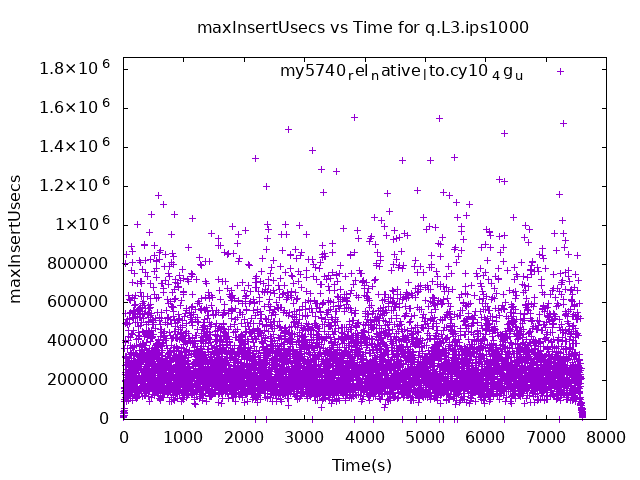 maxInsertUsecs vs Time for q.L3.ips1000
my5740relnativelto.cy104gu
1.8×10 6
1.6×10 6
1.4×10 6
1.2×10 6
1×10 6
800000
600000
400000
200000
0
maxInsertUsecs
0 1000 2000 3000 4000 5000 6000 7000 8000
Time(s)